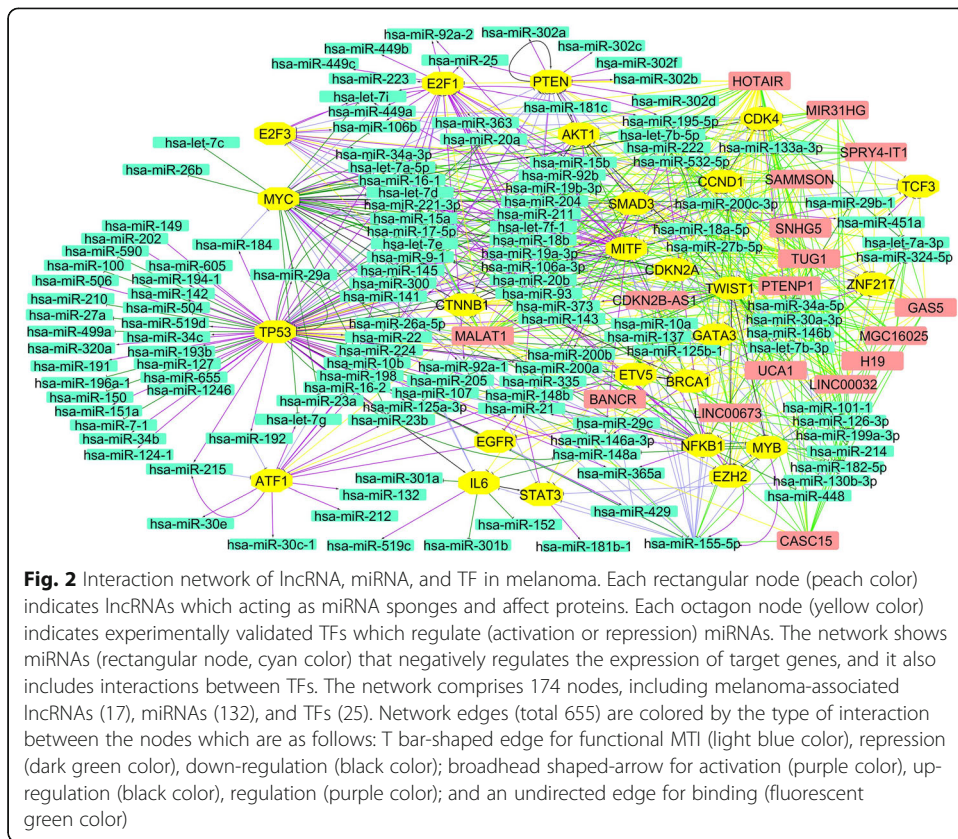 hsa-miR-92a-2
hsa-miR-302a
hsa-miR-449b
hsa-miR-302c
hsa-miR-449c
hsa-miR-25
hsa-miR-302f
hsa-miR-223
E2F1
PTEN
hsa-miR-302b
HOTAIR
hsa-let-7i
hsa-miR-181c
hsa-miR-302d
MIR31HG
hsa-miR-449a
CDK4
E2F3
hsa-miR-106b
hsa-miR-363
AKT1
hsa-miR-195-5p
hsa-let-7c
hsa-miR-20a
hsa-let-7b-5p
hsa-miR-133a-3p
SPRY4-IT1
hsa-miR-34a-3p
hsa-miR-15b
hsa-miR-222
hsa-miR-26b
hsa-let-7a-5p
hsa-miR-92b
hsa-miR-532-5p
CCND1
SAMMSON
TCF3
hsa-miR-16-1
hsa-miR-19b-3p
MYC
hsa-let-7d
hsa-miR-204
SMAD3
hsa-miR-200c-3p
hsa-miR-29b-1
hsa-miR-221-3p
hsa-miR-211
SNHG5
hsa-miR-451a
hsa-miR-149
hsa-miR-15a
hsa-let-7f-1
hsa-miR-18a-5p
hsa-miR-202
hsa-miR-17-5p
hsa-miR-18b
MITF
hsa-let-7a-3p
hsa-miR-590
hsa-miR-184
hsa-let-7e
hsa-miR-19a-3p
hsa-miR-27b-5p
TUG1
hsa-miR-324-5p
hsa-miR-100
hsa-miR-605
hsa-miR-9-1
hsa-miR-106a-3p
CDKN2A
hsa-miR-506
hsa-miR-194-1
hsa-miR-29a
hsa-miR-145
hsa-miR-20b
TWIST1
PTENP1
ZNF217
hsa-miR-210
hsa-miR-142
hsa-miR-300
hsa-miR-93
CDKN2B-AS1
hsa-miR-27a
hsa-miR-504
hsa-miR-141
CTNNB1
hsa-miR-373
hsa-miR-34a-5p
GAS5
hsa-miR-499a
hsa-miR-519d
TP53
hsa-miR-143
hsa-miR-10a
hsa-miR-30a-3p
hsa-miR-320a
hsa-miR-34c
hsa-miR-26a-5p
MALAT1
hsa-miR-137
GATA3
hsa-miR-146b
MGC16025
hsa-miR-191
hsa-miR-193b
hsa-miR-22
hsa-miR-125b-1
hsa-let-7b-3p
hsa-miR-196a-1
hsa-miR-127
hsa-miR-224
hsa-miR-200b
H19
hsa-miR-150
hsa-miR-655
hsa-miR-10b
hsa-miR-92a-1
hsa-miR-200a
ETV5
BRCA1
UCA1
LINC00032
hsa-miR-151a
hsa-miR-1246
hsa-miR-198
hsa-miR-205
hsa-miR-335
hsa-miR-7-1
hsa-miR-16-2
hsa-miR-107
hsa-miR-148b
BANCR
hsa-miR-34b
hsa-miR-23a
hsa-miR-125a-3p
hsa-miR-21
LINC00673
hsa-miR-101-1
hsa-miR-124-1
hsa-let-7g
hsa-miR-23b
hsa-miR-29c
hsa-miR-126-3p
hsa-miR-192
EGFR
hsa-miR-146a-3p
NFKB1
MYB
hsa-miR-199a-3p
hsa-miR-215
hsa-miR-148a
hsa-miR-214
hsa-miR-301a
hsa-miR-365a
EZH2
hsa-miR-182-5p
ATF1
hsa-miR-132
IL6
STAT3
hsa-miR-130b-3p
hsa-miR-30e
hsa-miR-212
hsa-miR-152
hsa-miR-429
hsa-miR-448
hsa-miR-30c-1
hsa-miR-519c
hsa-miR-301b
hsa-miR-181b-1
hsa-miR-155-5p
CASC15
Fig. 2 Interaction network of lncRNA, miRNA, and TF in melanoma. Each rectangular node (peach color)
indicates lncRNAs which acting as miRNA sponges and affect proteins. Each octagon node (yellow color)
indicates experimentally validated TFs which regulate (activation or repression) miRNAs. The network shows
miRNAs (rectangular node, cyan color) that negatively regulates the expression of target genes, and it also
includes interactions between TFs. The network comprises 174 nodes, including melanoma-associated
lncRNAs (17), miRNAs (132), and TFs (25). Network edges (total 655) are colored by the type of interaction
between the nodes which are as follows: T bar-shaped edge for functional MTI (light blue color), repression
(dark green color), down-regulation (black color); broadhead shaped-arrow for activation (purple color), up-
regulation (black color), regulation (purple color); and an undirected edge for binding (fluorescent
green color)